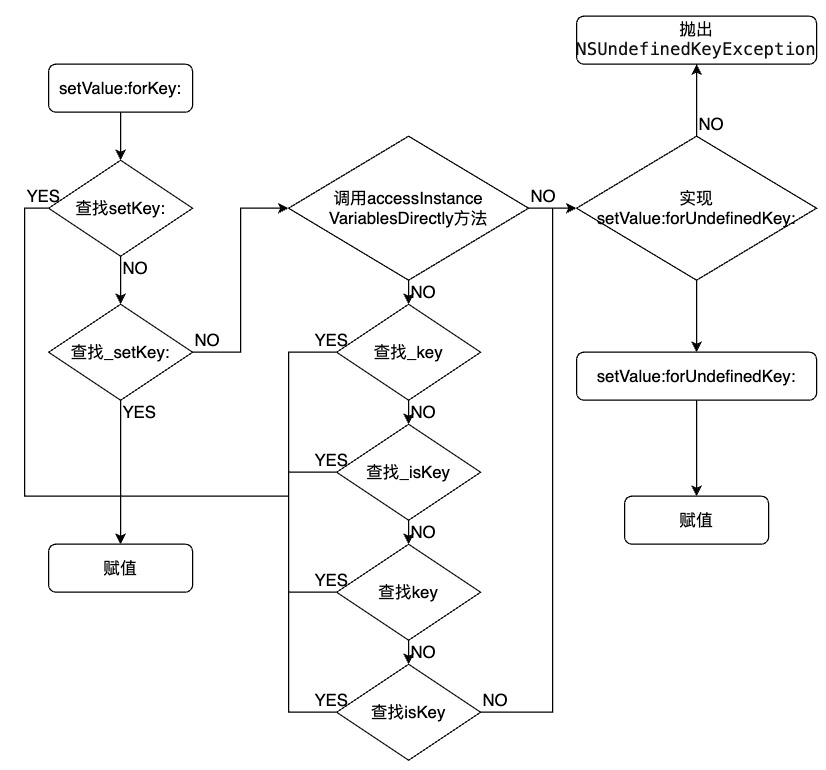 抛出
NSUndefinedKeyException
setValue:forKey:
NO
YES
查找setKey:
调用accessInstance
VariablesDirectly方法
NO
实现
setValue:forUndefinedKey:
NO
NO
查找_setKey:
NO
YES
查找_key
setValue:forUndefinedKey:
YES
NO
YES
查找_isKey
赋值
NO
赋值
YES
查找key
NO
YES
查找isKey
NO